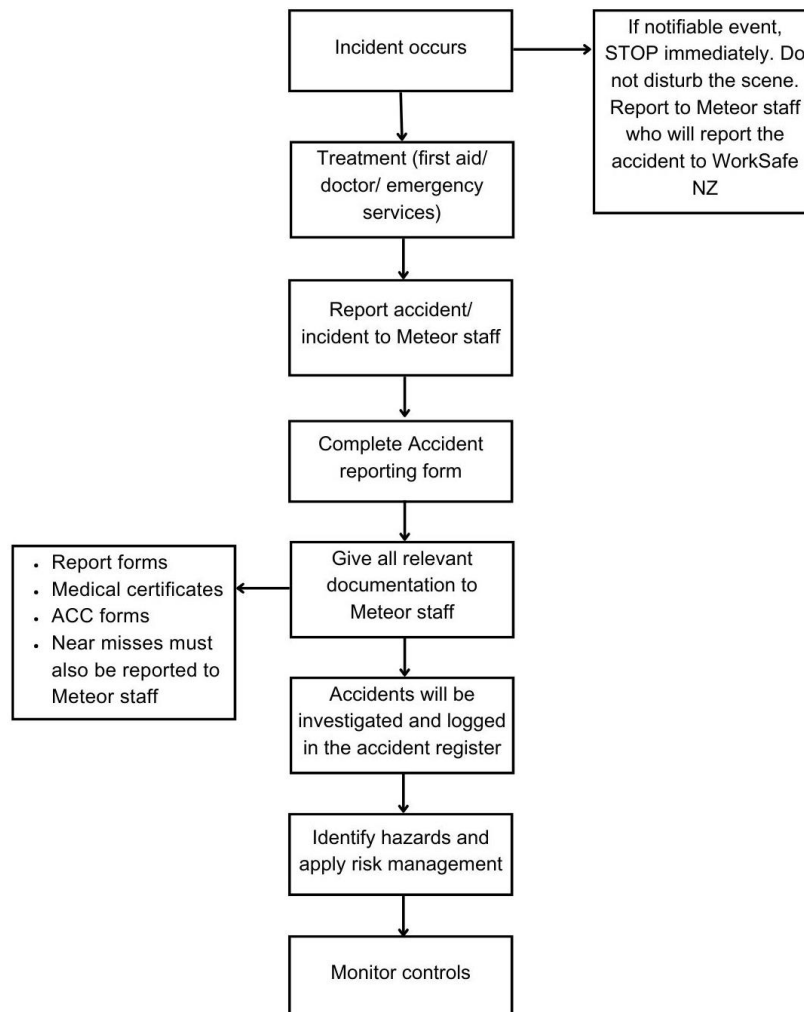 Incident occurs
If notifiable event,
STOP immediately. Do
not disturb the scene.
Report to Meteor staff
who will report the
accident to WorkSafe
NZ
Treatment (first aid/
doctor/ emergency
services)
Report accident/
incident to Meteor staff
Complete Accident
reporting form
Give all relevant
documentation to
Meteor staff
• Report forms
• Medical certificates
• ACC forms
• Near misses must
also be reported to
Meteor staff
Accidents will be
investigated and logged
in the accident register
Identify hazards and
apply risk management
Monitor controls